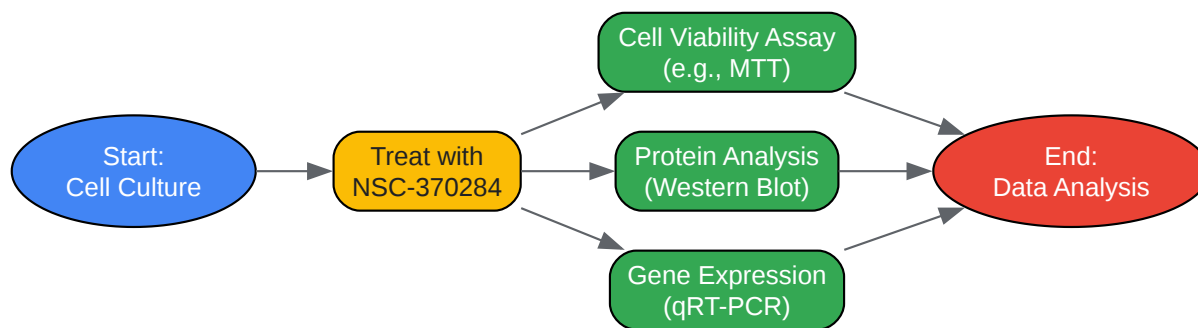 Start:
Cell Culture
Treat with
NSC-370284
Cell Viability Assay
(e.g., MTT)
Protein Analysis
(Western Blot)
Gene Expression
(qRT-PCR)
End:
Data Analysis